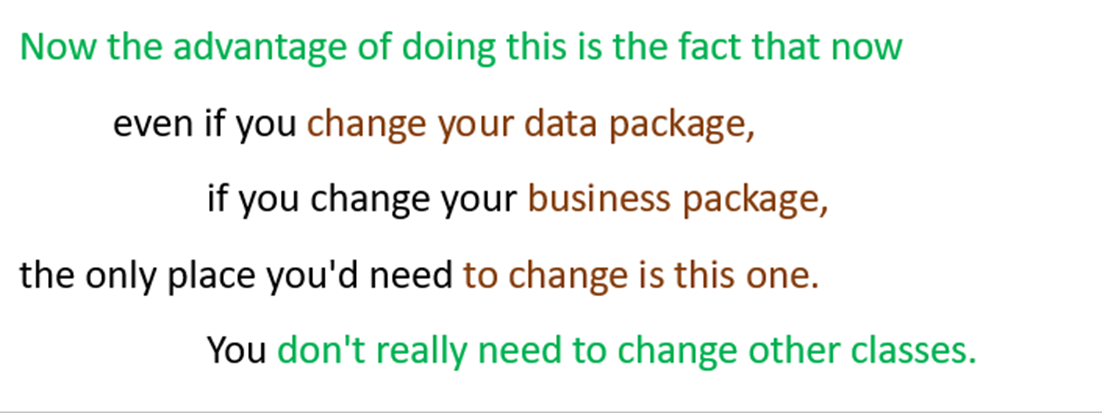 Now the advantage of doing this is the fact that now
even if you change your data package,
if you change your business package,
the only place you'd need to change is this one.
You don't really need to change other classes.